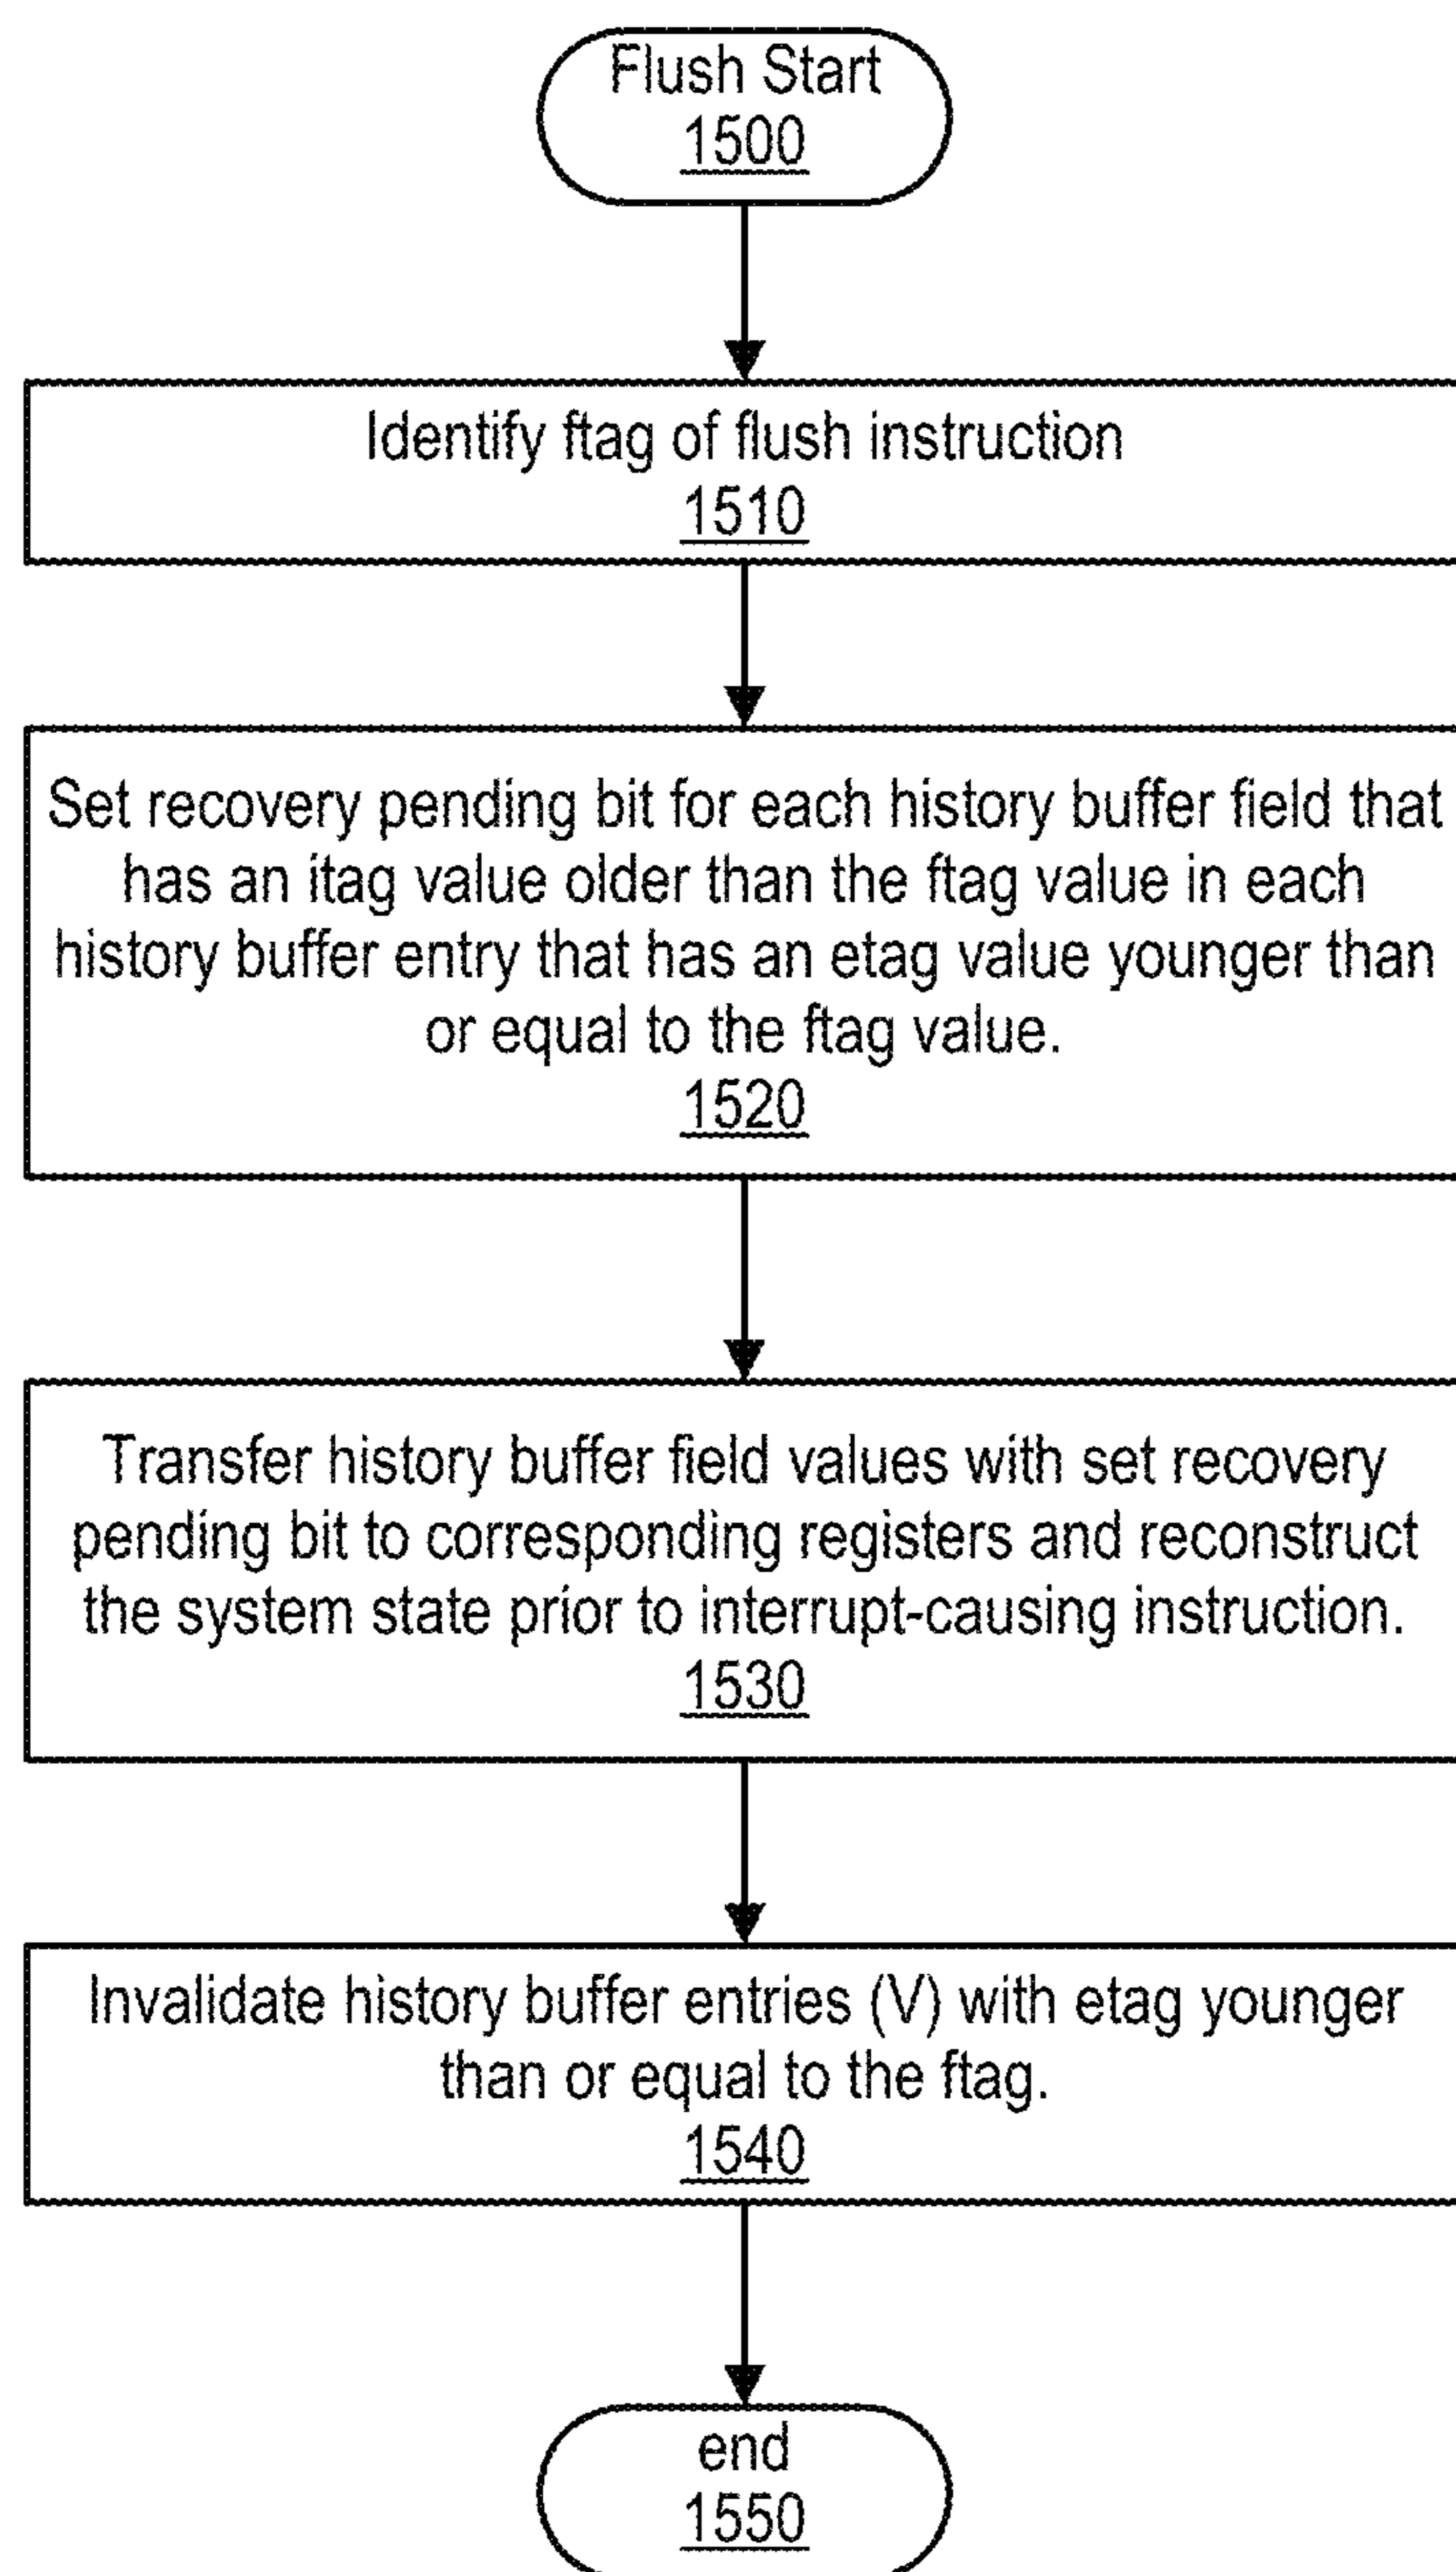 Flush Start
1500
Identify ftag of flush instruction
1510
Set recovery pending bit for each history buffer field that
has an itag value older than the ftag value in each
history buffer entry that has an etag value younger than
or equal to the ftag value.
1520
Transfer history buffer field values with set recovery
pending bit to corresponding registers and reconstruct
the system state prior to interrupt-causing instruction.
1530
Invalidate history buffer entries (V) with etag younger
than or equal to the ftag.
1540
end
1550